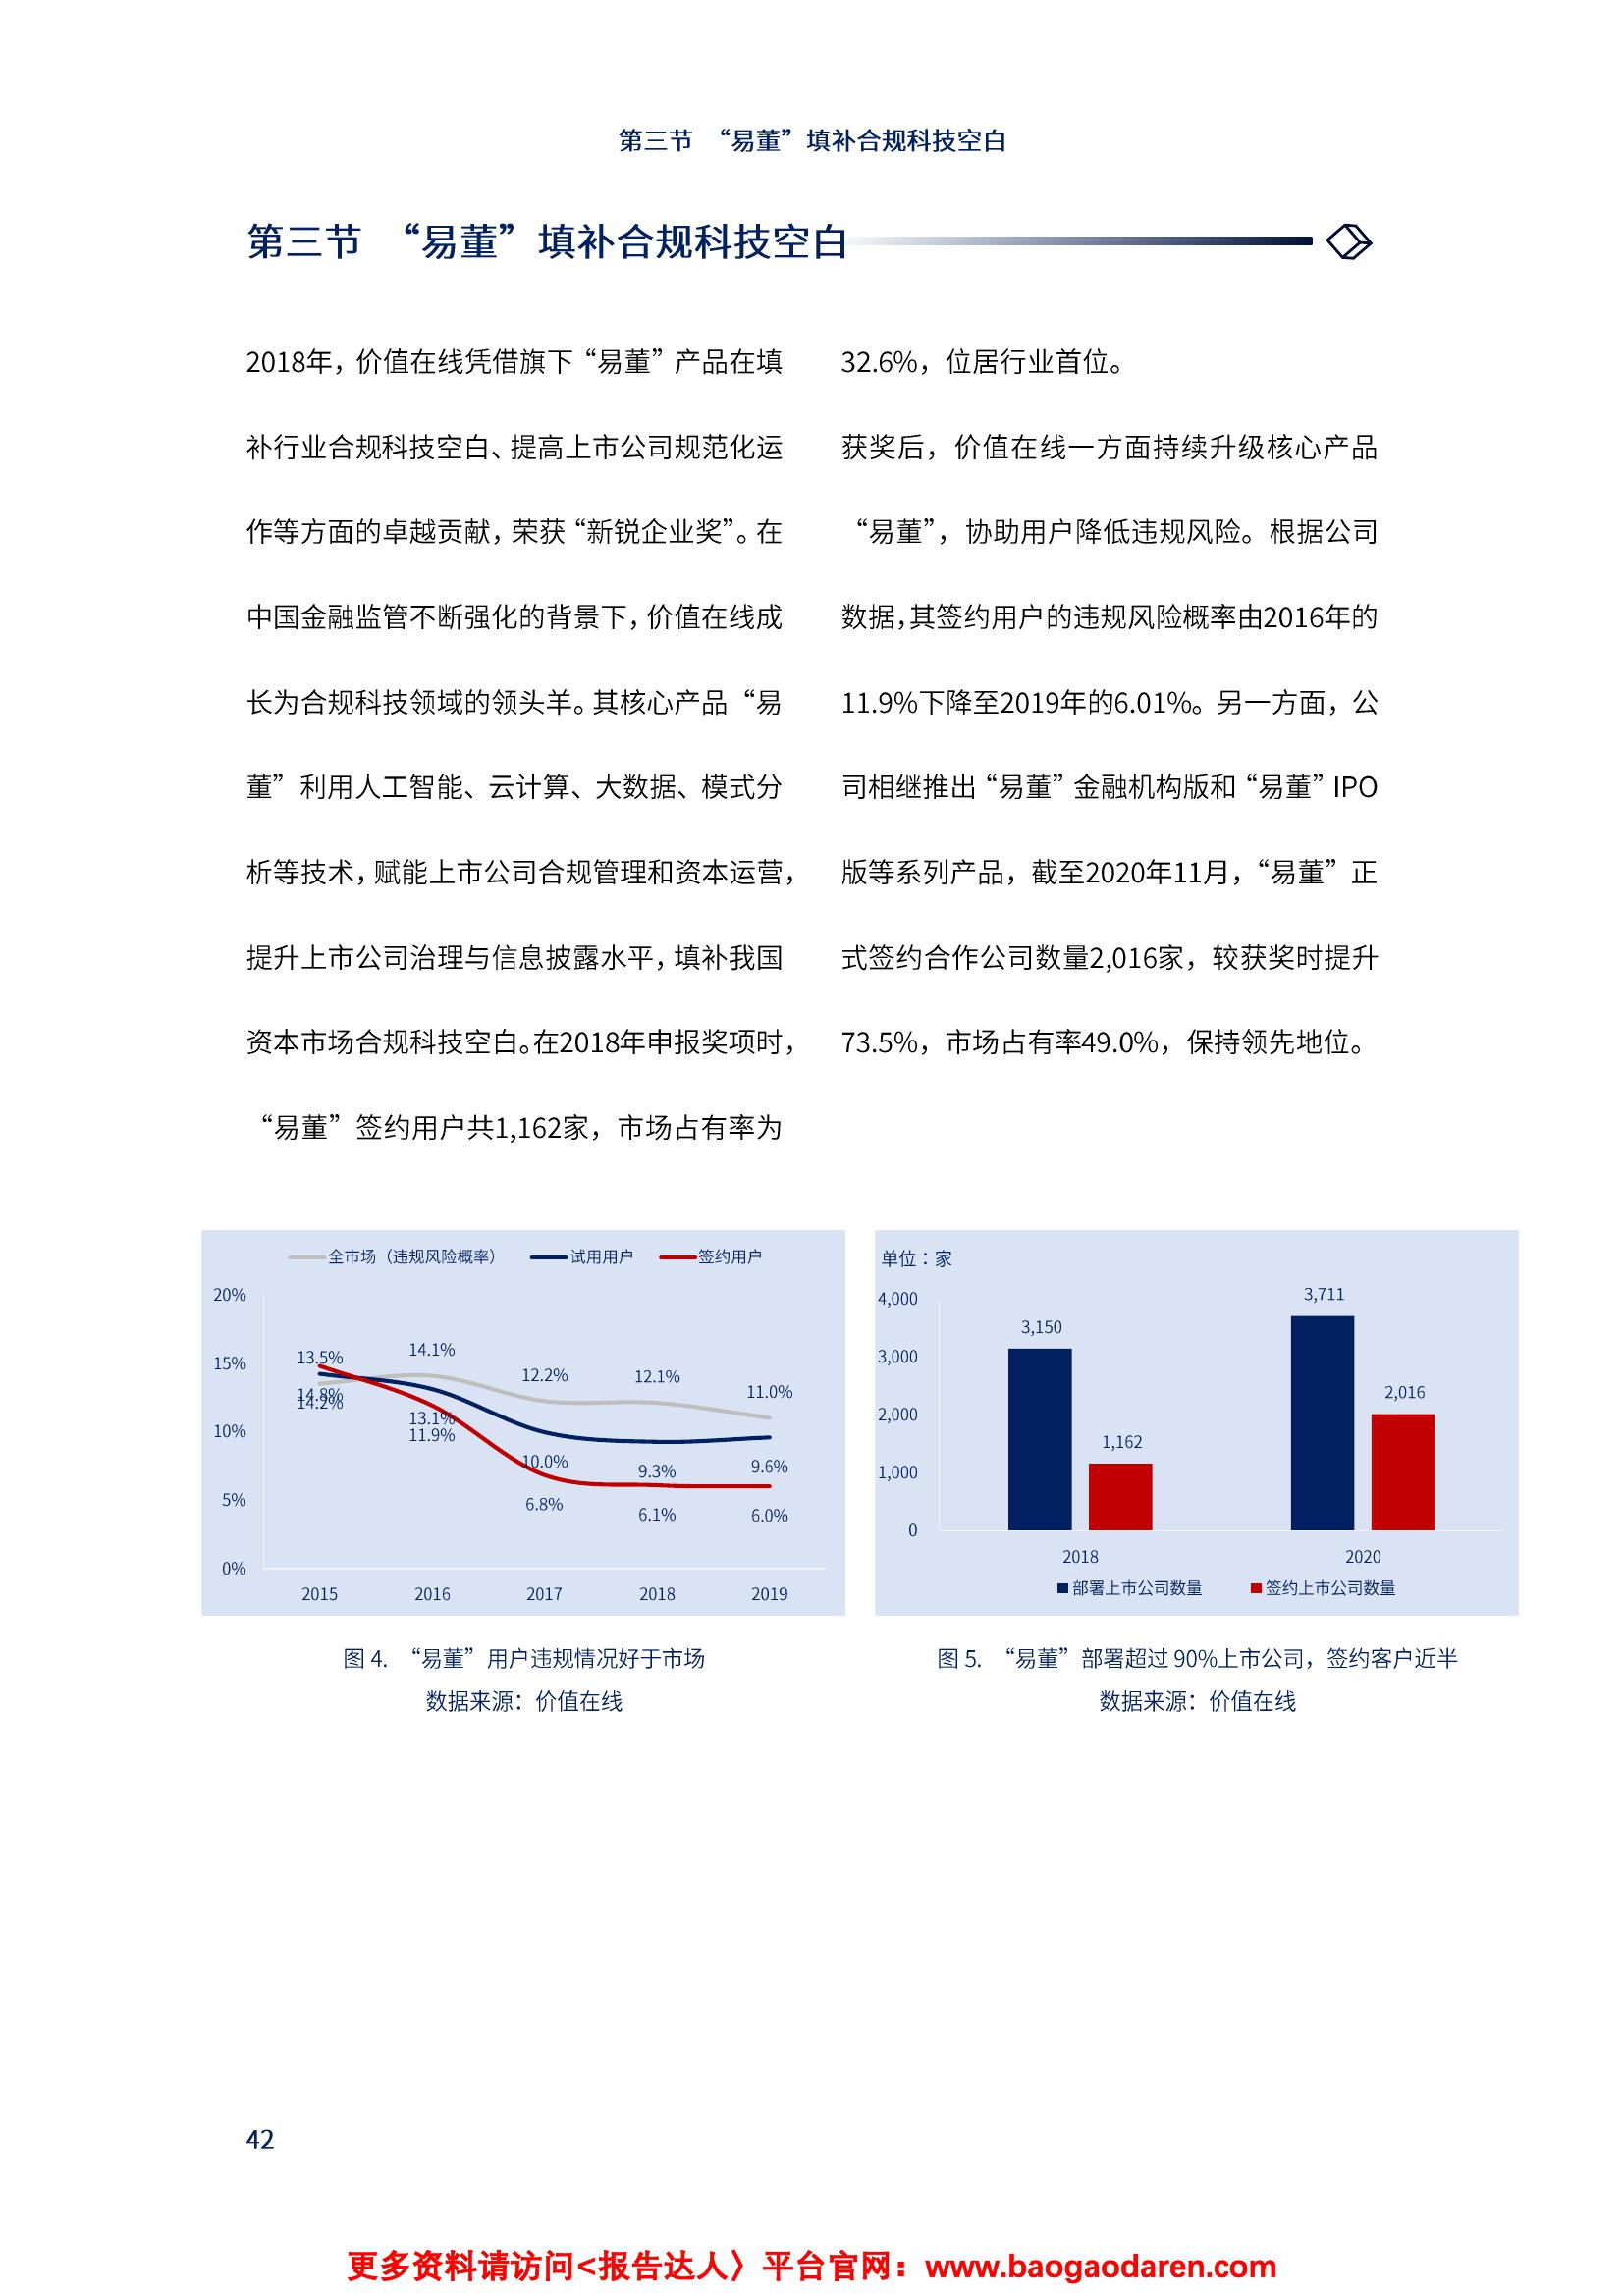 第三节 “易董”填补合规科技空白
第三节 “易董”填补合规科技空白
2018年，价值在线凭借旗下“易董”产品在填
补行业合规科技空白、提高上市公司规范化运
作等方面的卓越贡献，荣获“新锐企业奖”。在
中国金融监管不断强化的背景下，价值在线成
长为合规科技领域的领头羊。其核心产品“易
董”利用人工智能、云计算、大数据、模式分
析等技术，赋能上市公司合规管理和资本运营，
提升上市公司治理与信息披露水平，填补我国
资本市场合规科技空白。在2018年申报奖项时，
“易董”签约用户共1,162家，市场占有率为
32.6%，位居行业首位。
获奖后，价值在线一方面持续升级核心产品
“易董”，协助用户降低违规风险。根据公司
数据，其签约用户的违规风险概率由2016年的
11.9%下降至2019年的6.01%。另一方面，公
司相继推出“易董”金融机构版和“易董”IPO
版等系列产品，截至2020年11月，“易董”正
式签约合作公司数量2,016家，较获奖时提升
73.5%，市场占有率49.0%，保持领先地位。
全市场（违规风险概率） 试用用户 签约用户
20%
15%
10%
5%
0%
13.5% 14.1% 12.2% 12.1% 11.0%
14.8%
14.2% 13.1% 10.0% 9.3% 9.6%
11.9% 6.8% 6.1% 6.0%
2015 2016 2017 2018 2019
图 4. “易董”用户违规情况好于市场
数据来源：价值在线
单位：家
4,000
3,000
2,000
1,000
0
3,150 3,711
1,162 2,016
2018 2020
部署上市公司数量 签约上市公司数量
图 5. “易董”部署超过 90%上市公司，签约客户近半
数据来源：价值在线
42
更多资料请访问<报告达人〉平台官网：www.baogaodaren.com